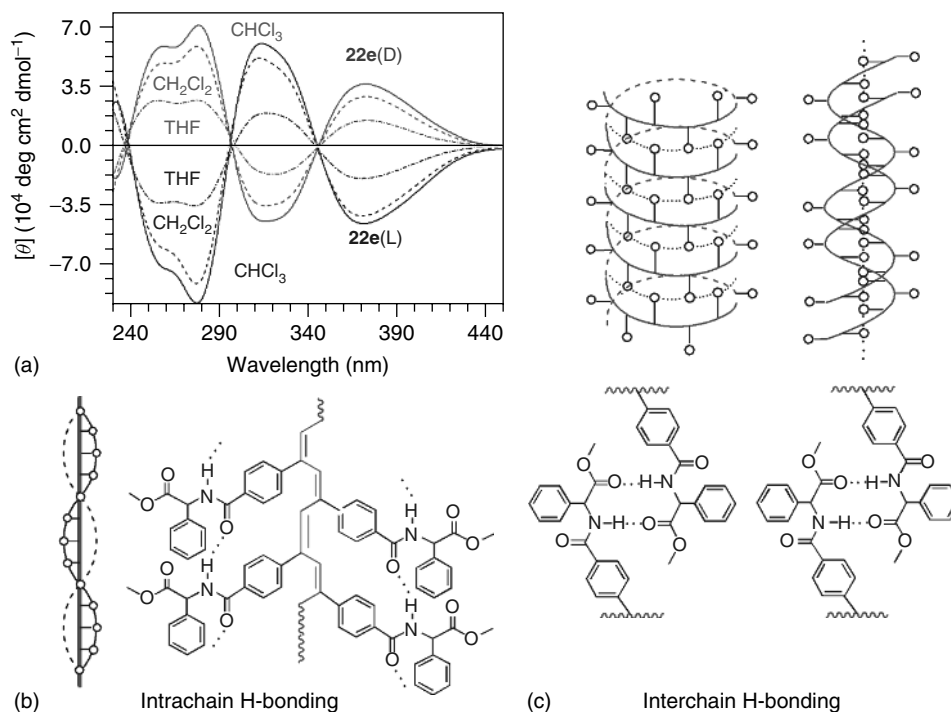 7.0
3.5
0.0
−3.5
−7.0
[θ] (10⁴ deg cm² dmol⁻¹)
CHCl₃
22e(D)
CH₂Cl₂
THF
THF
CH₂Cl₂
22e(L)
CHCl₃
230 240 290 340 390 440
Wavelength (nm)
(a)
H
O
N
O
O
H
O
N
O
O
H
N
O
O
O
H
N
O
O
O
(b) Intrachain H-bonding
O
O
H-N
O
O
N-H
O
O
O
O
H-N
O
O
N-H
O
O
(c) Interchain H-bonding